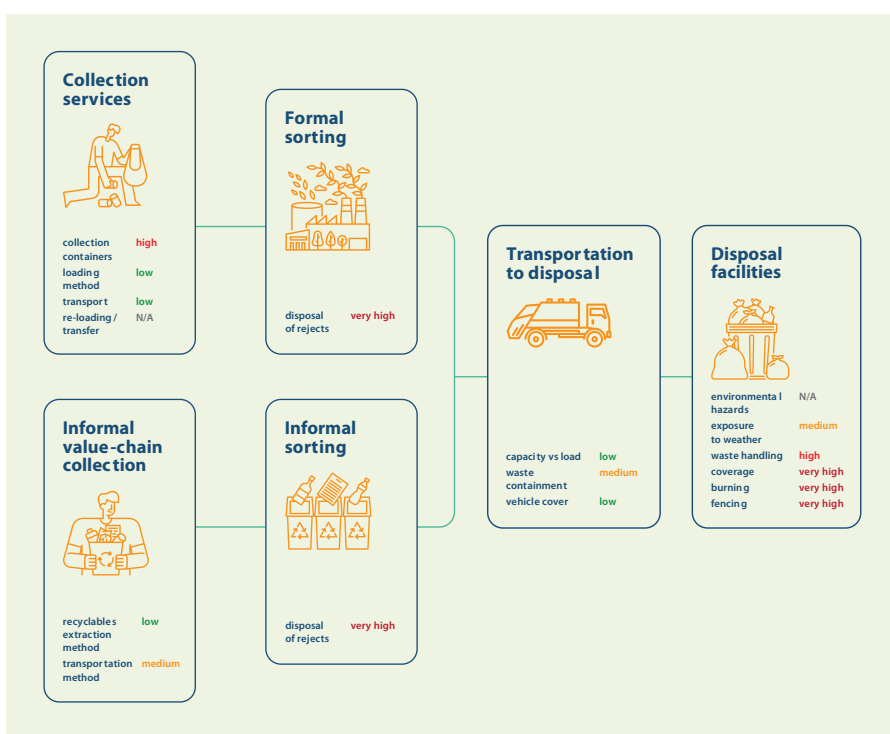 Collection
services
collection high
containers
loading low
method
transport low
re-loading / N/A
transfer
Formal
sorting
disposal very high
of rejects
Informal
value-chain
collection
recyclables low
extraction
method
transportation medium
method
Informal
sorting
disposal very high
of rejects
Transportation
to disposal
capacity vs load low
waste medium
containment
vehicle cover low
Disposal
facilities
environmental N/A
hazards
exposure medium
to weather
waste handling high
coverage very high
burning very high
fencing very high